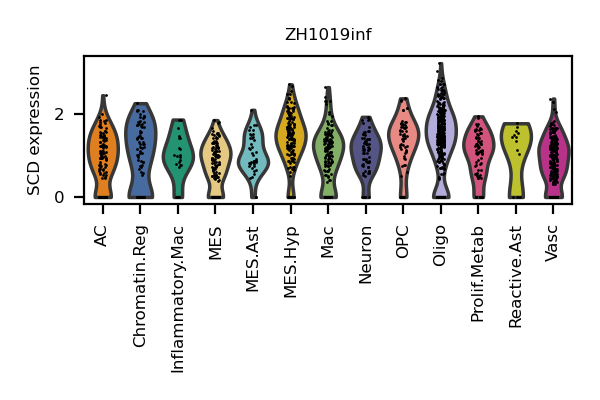 ZH1019inf
SCD expression
2
0
AC
Chromatin.Reg
Inflammatory.Mac
MES
MES.Ast
MES.Hyp
Mac
Neuron
OPC
Oligo
Prolif.Metab
Reactive.Ast
Vasc